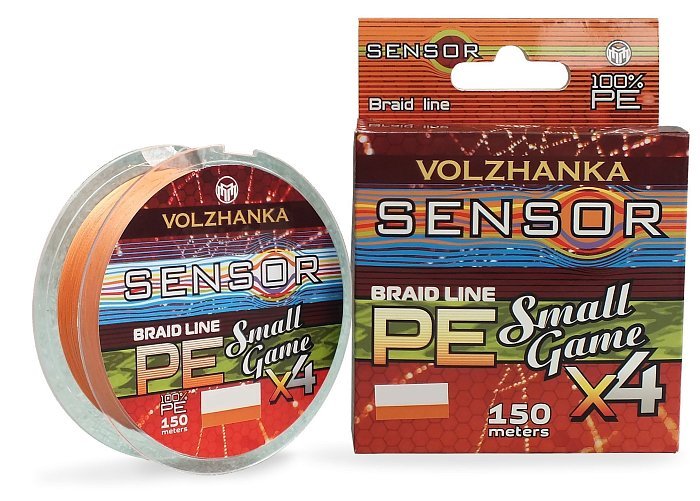 VOLZHANKA
SENSOR
BRAID LINE
PE Small Game
x4
100% PE
150 meters
SENSOR
Braid line
100% PE
VOLZHANKA
SENSOR
BRAID LINE
PE Small Game
x4
150 meters